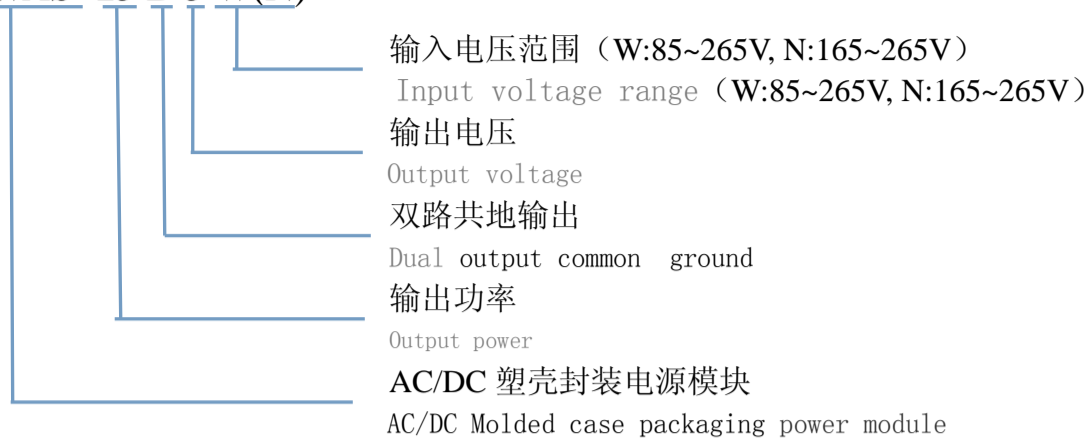 输入电压范围（W:85~265V, N:165~265V）
Input voltage range（W:85~265V, N:165~265V）
输出电压
Output voltage
双路共地输出
Dual output common ground
输出功率
Output power
AC/DC 塑壳封装电源模块
AC/DC Molded case packaging power module